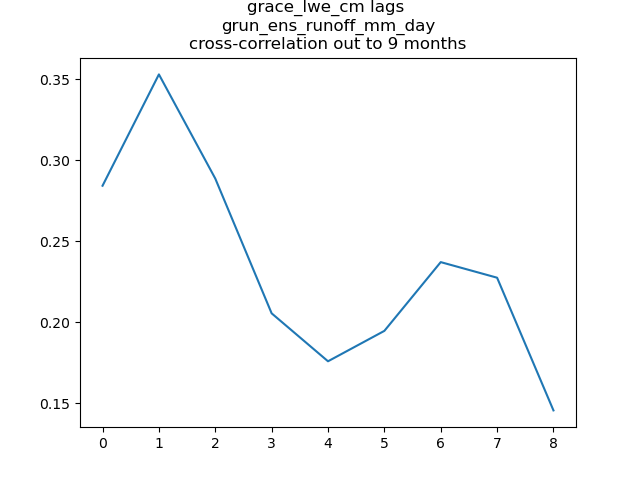 grace_lwe_cm lags
grun_ens_runoff_mm_day
cross-correlation out to 9 months
0.35
0.30
0.25
0.20
0.15
0 1 2 3 4 5 6 7 8